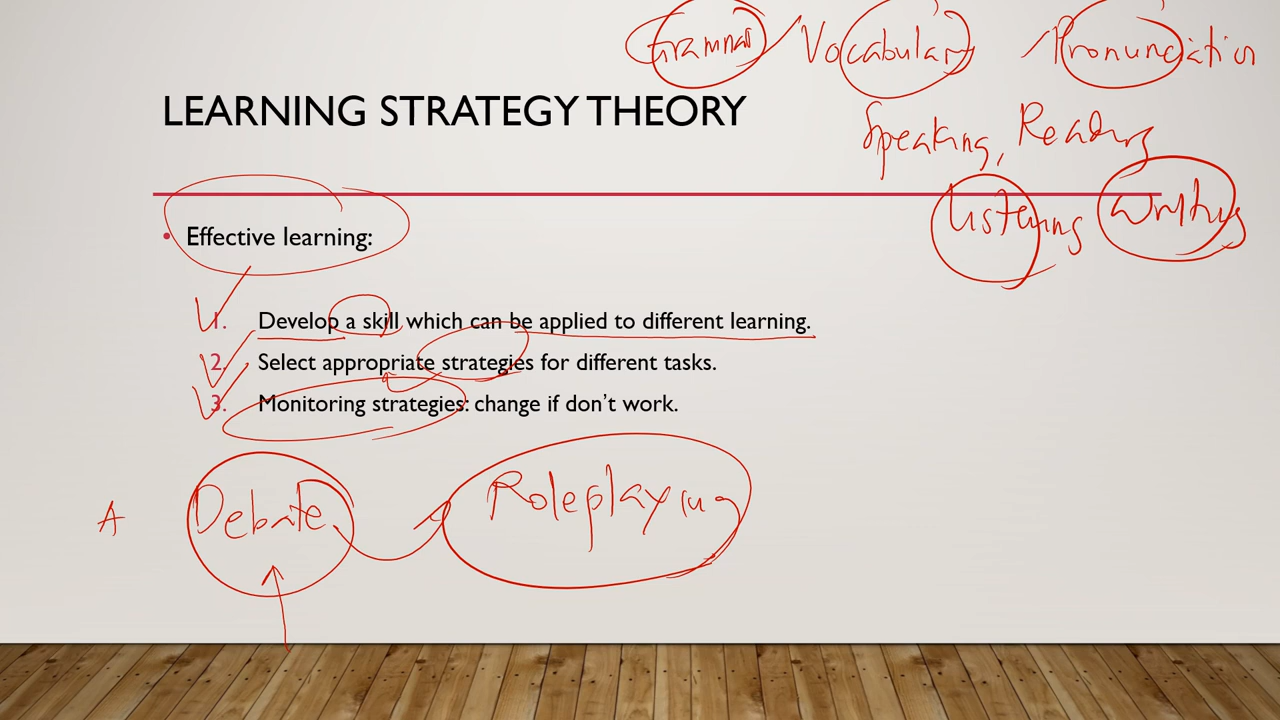 Grammar Vocabulary Pronunciation
LEARNING STRATEGY THEORY
Speaking, Reading
Listening Writing
• Effective learning:
1. Develop a skill which can be applied to different learning.
2. Select appropriate strategies for different tasks.
3. Monitoring strategies: change if don't work.
A Debate Roleplaying